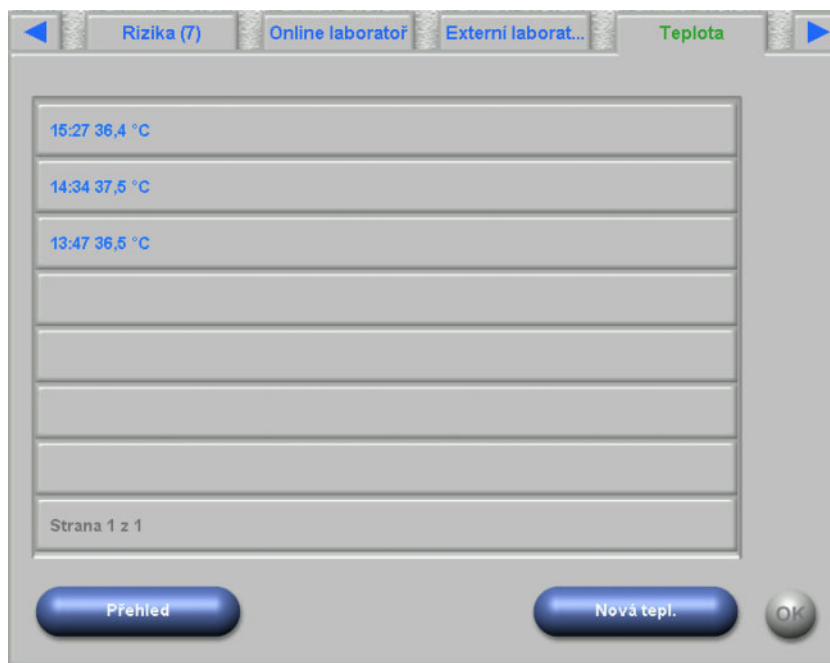 Rizika (7)
Online laboratoř
Externí laborat...
Teplota
15:27 36,4 °C
14:34 37,5 °C
13:47 36,5 °C
Strana 1 z 1
Přehled
Nová tepl.
OK